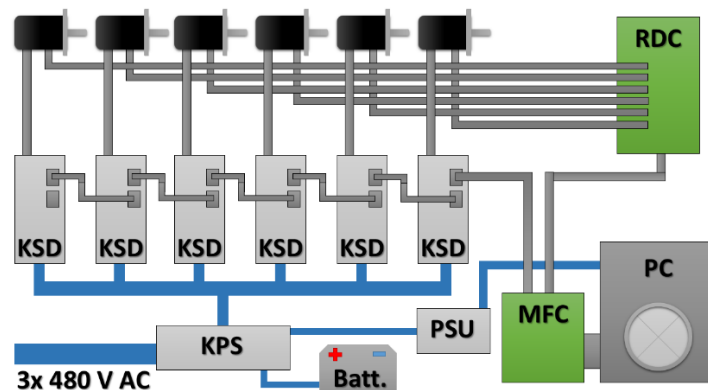 RDC
KSD KSD KSD KSD KSD KSD
PC
MFC
PSU
KPS
3x 480 V AC
+ -
Batt.